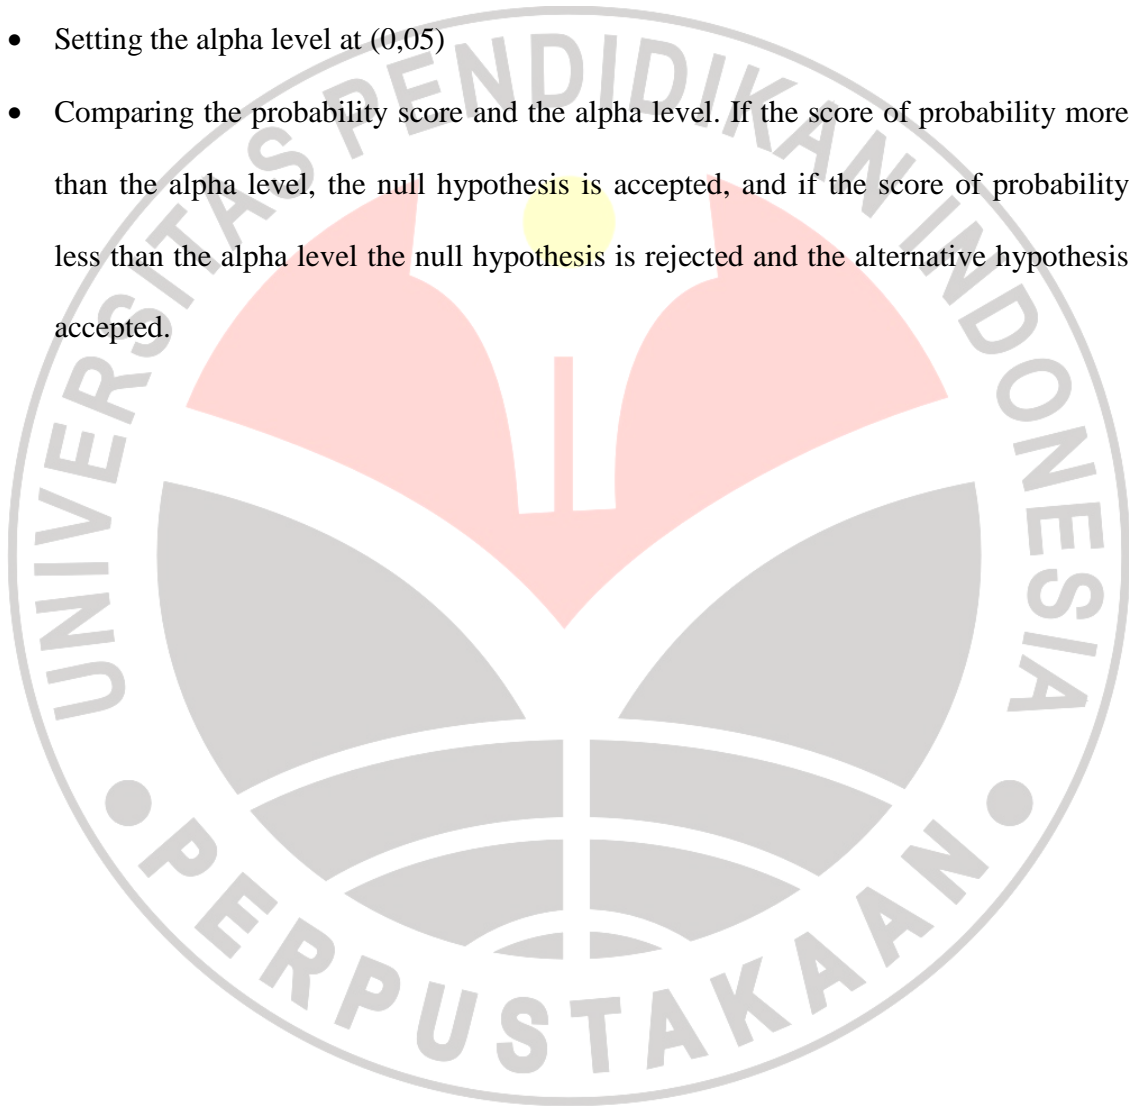 • Setting the alpha level at (0,05)
• Comparing the probability score and the alpha level. If the score of probability more
than the alpha level, the null hypothesis is accepted, and if the score of probability
less than the alpha level the null hypothesis is rejected and the alternative hypothesis
accepted.
UNIVERSITAS PENDIDIKAN INDONESIA
PERPUSTAKAAN